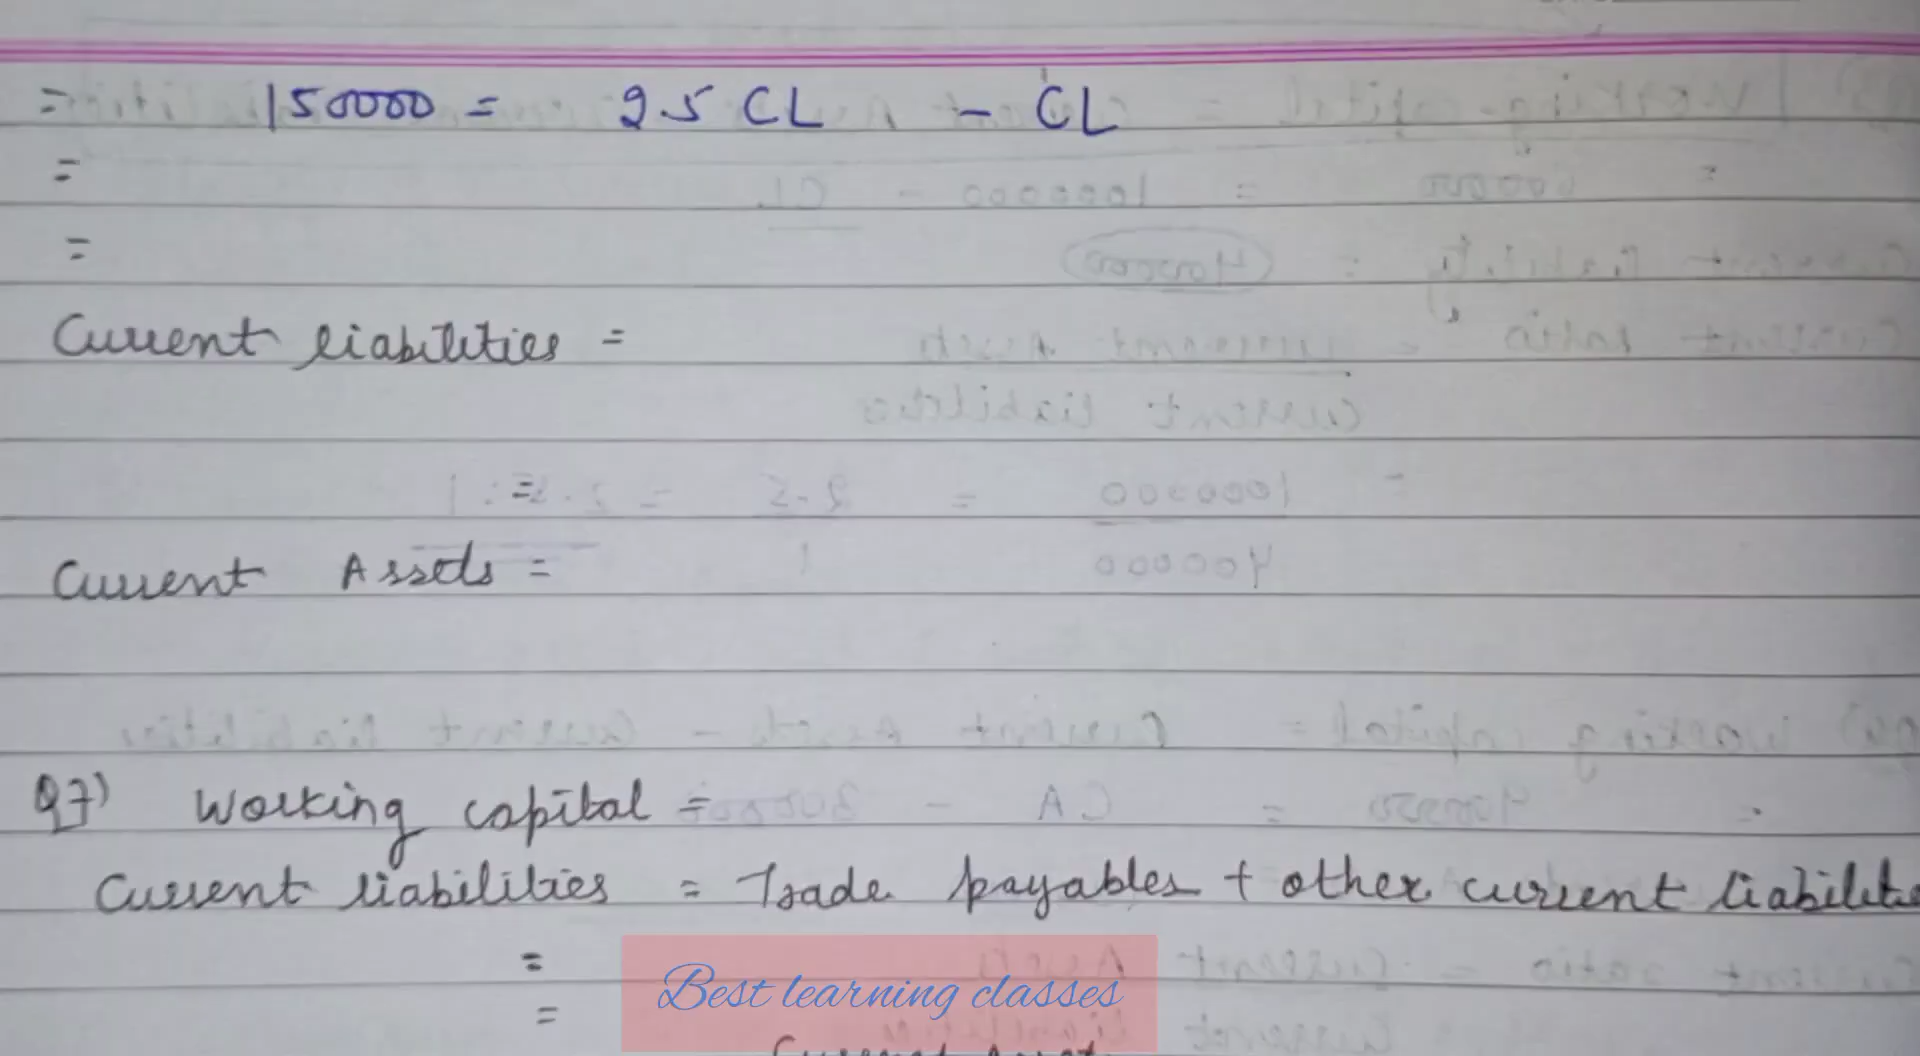 = 150000 = 2.5 CL - CL
=
=
Current liabilities =
=
Current Assets =
Q7) Working capital =
Current liabilities = Trade payables + other current liabilitie
=
=
Best learning classes